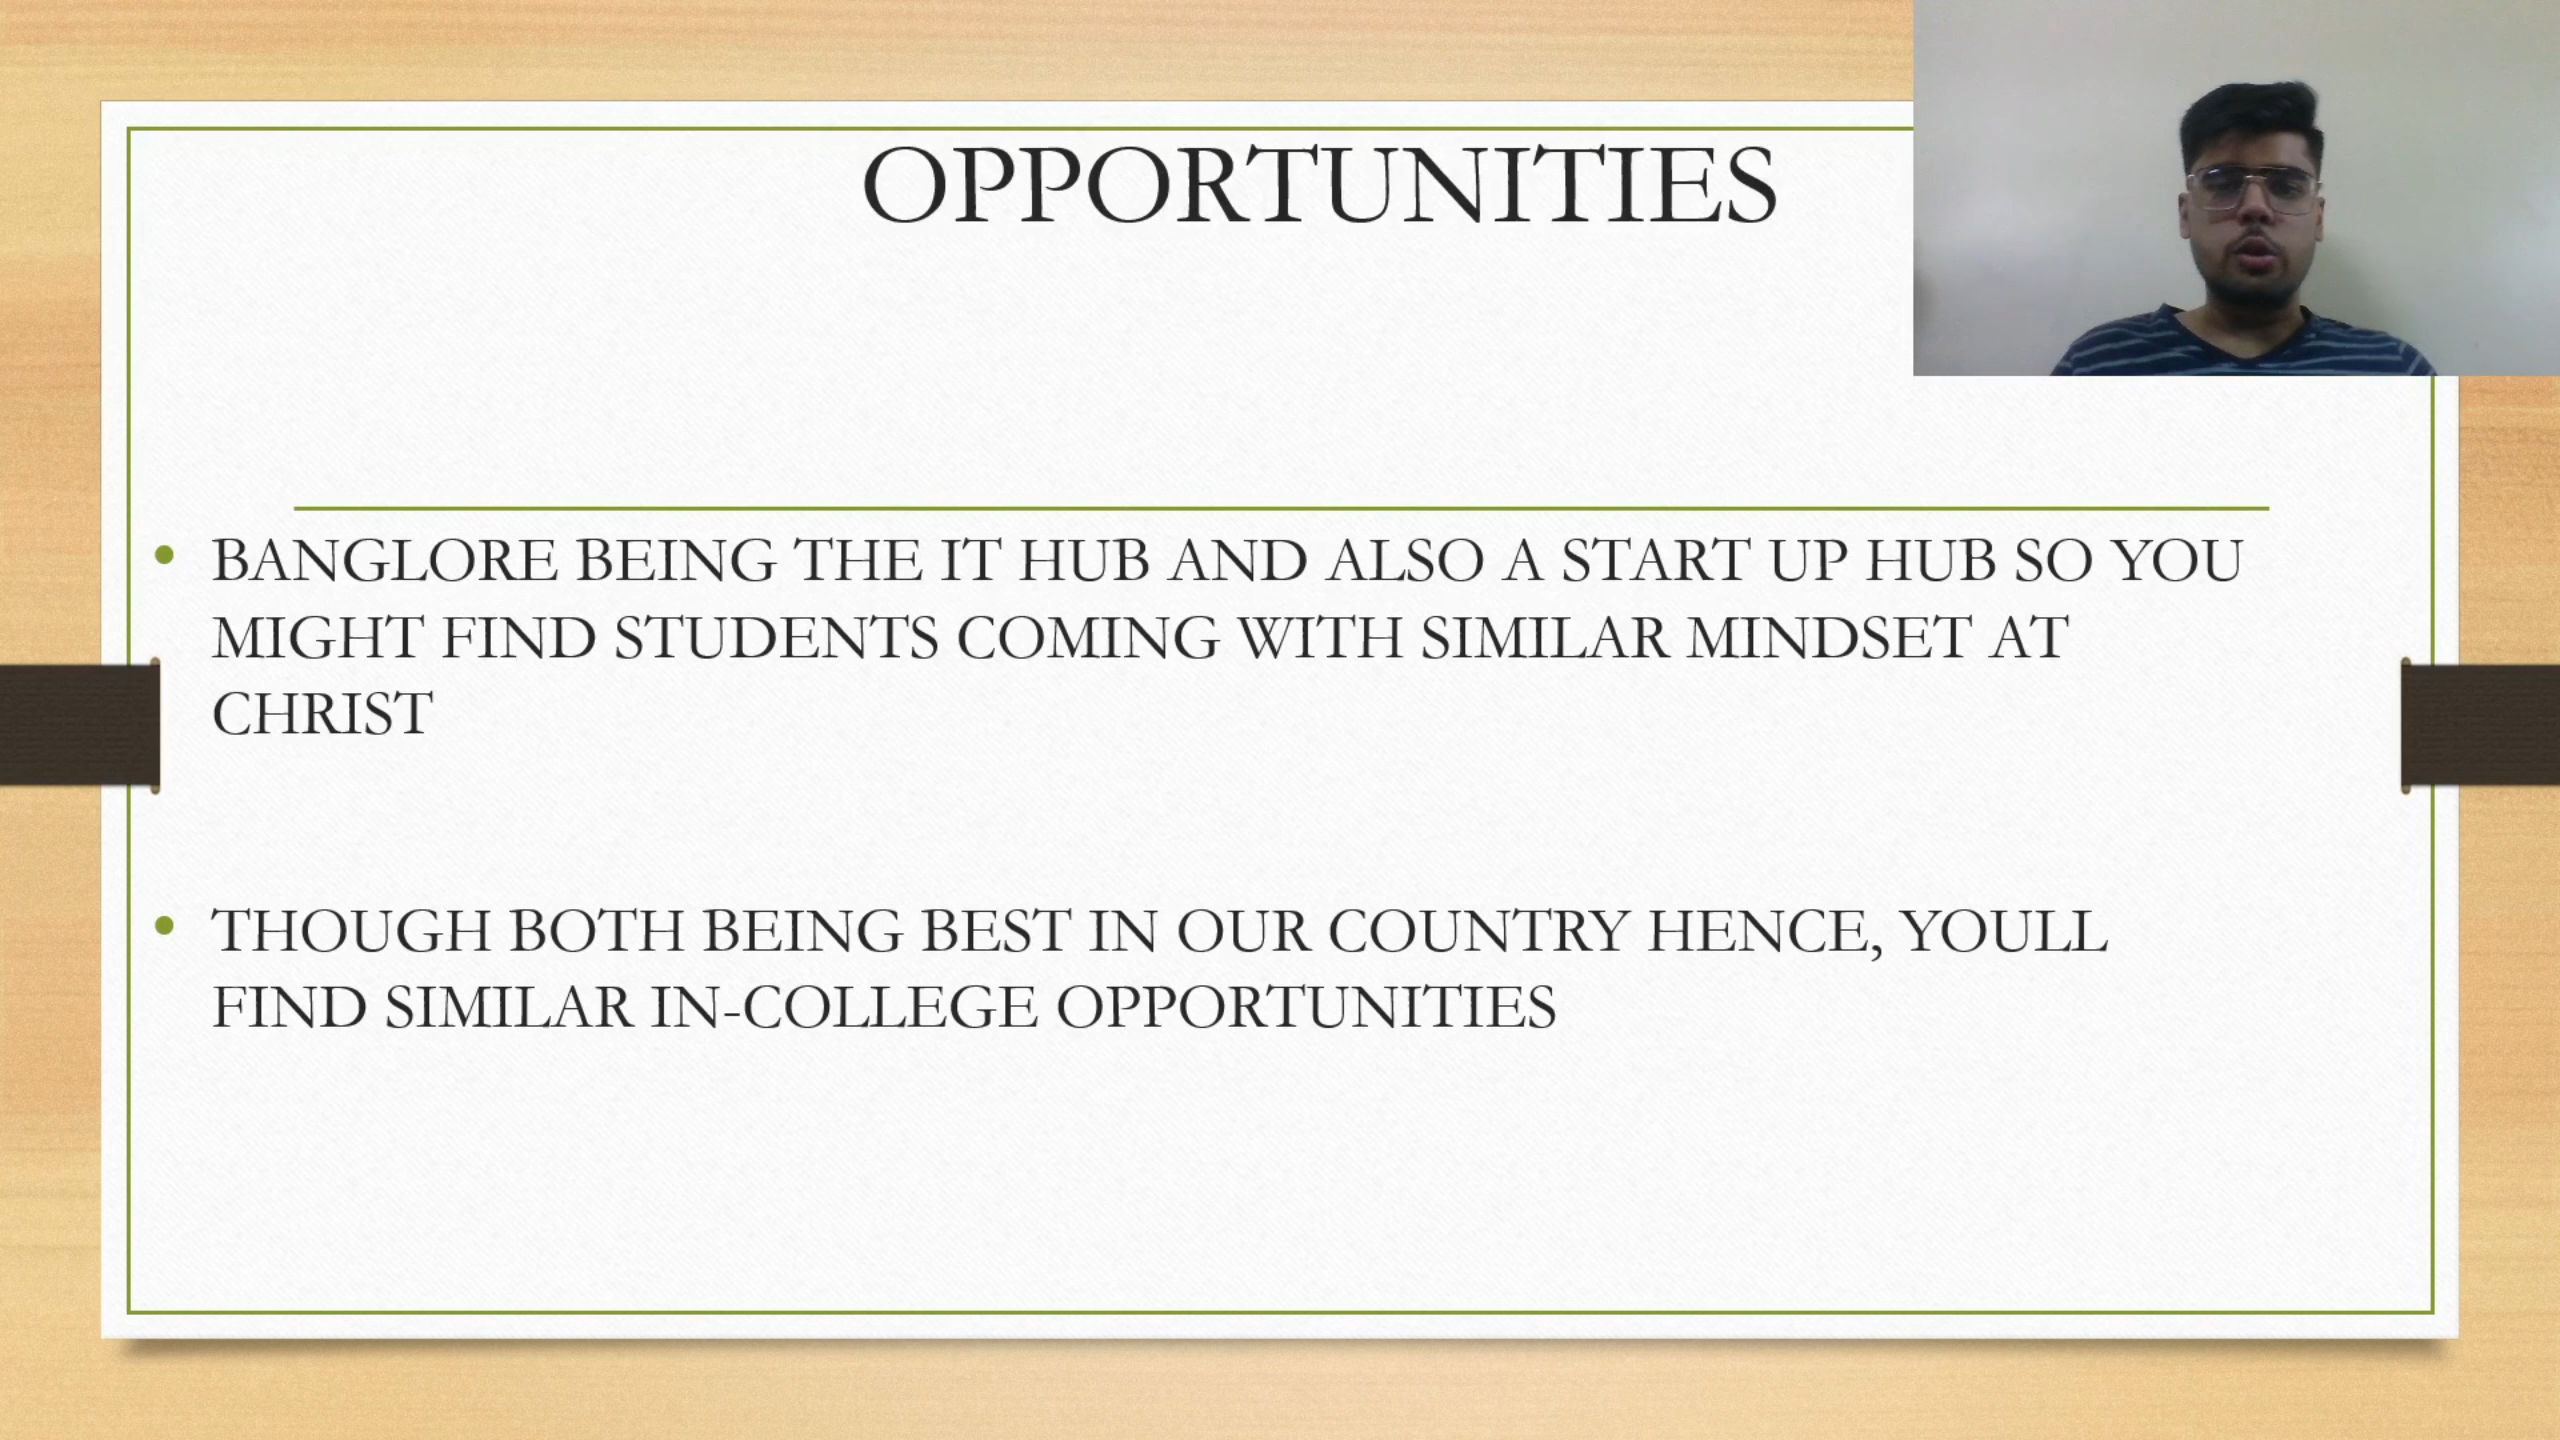 OPPORTUNITIES
• BANGLORE BEING THE IT HUB AND ALSO A START UP HUB SO YOU
MIGHT FIND STUDENTS COMING WITH SIMILAR MINDSET AT
CHRIST
• THOUGH BOTH BEING BEST IN OUR COUNTRY HENCE, YOULL
FIND SIMILAR IN-COLLEGE OPPORTUNITIES